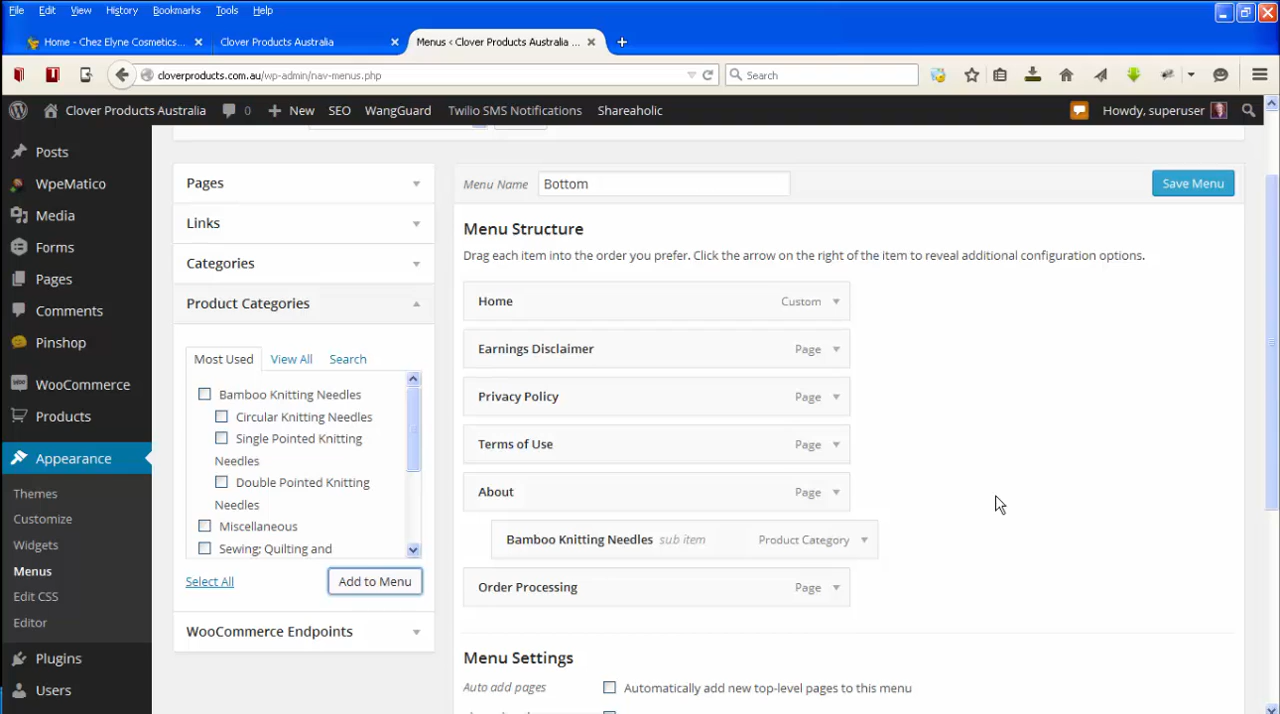 File Edit View History Bookmarks Tools Help
Home - Chez Elyne Cosmetics... Clover Products Australia Menus ‹ Clover Products Australia ...
cloverproducts.com.au/wp-admin/nav-menus.php Search
Clover Products Australia 0 New SEO WangGuard Twilio SMS Notifications Shareaholic Howdy, superuser
Posts
WpeMatico
Media
Forms
Pages
Comments
Pinshop
WooCommerce
Products
Appearance
Themes
Customize
Widgets
Menus
Edit CSS
Editor
Plugins
Users
Pages
Links
Categories
Product Categories
Most Used View All Search
Bamboo Knitting Needles
Circular Knitting Needles
Single Pointed Knitting
Needles
Double Pointed Knitting
Needles
Miscellaneous
Sewing; Quilting and
Select All Add to Menu
WooCommerce Endpoints
Menu Name Bottom Save Menu
Menu Structure
Drag each item into the order you prefer. Click the arrow on the right of the item to reveal additional configuration options.
Home Custom
Earnings Disclaimer Page
Privacy Policy Page
Terms of Use Page
About Page
Bamboo Knitting Needles sub item Product Category
Order Processing Page
Menu Settings
Auto add pages Automatically add new top-level pages to this menu